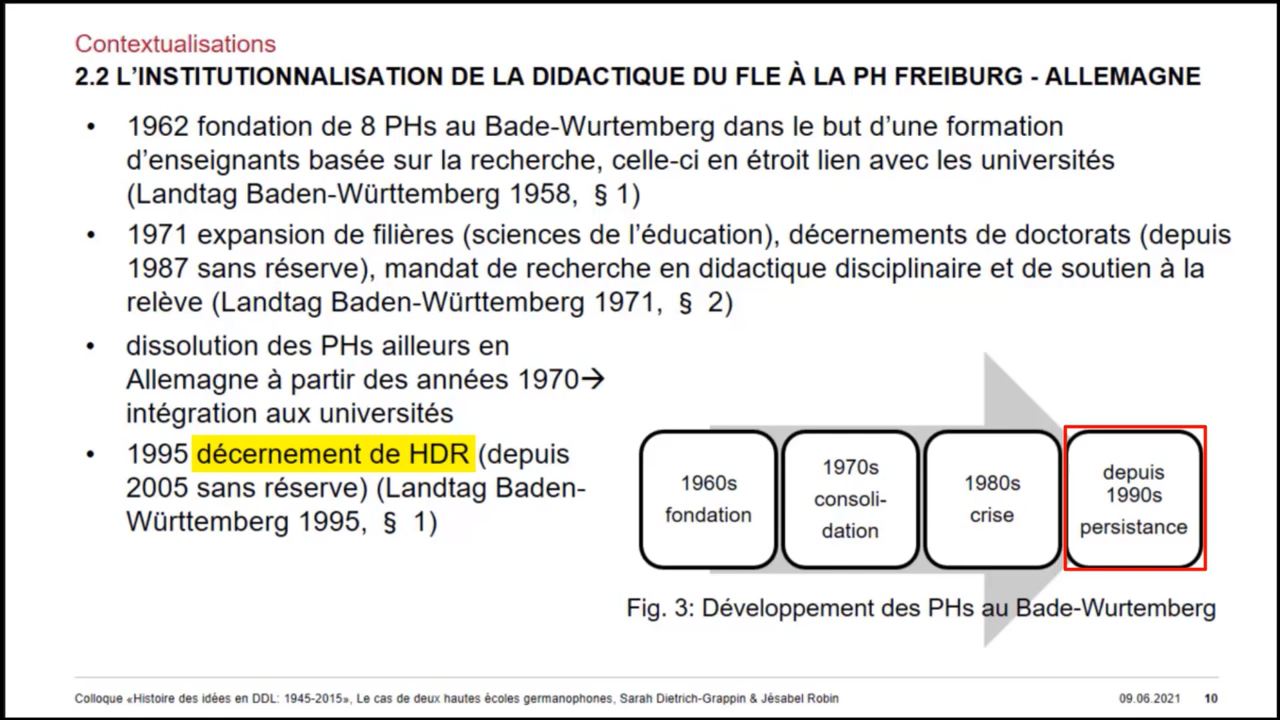 Contextualisations
2.2 L'INSTITUTIONNALISATION DE LA DIDACTIQUE DU FLE À LA PH FREIBURG - ALLEMAGNE
• 1962 fondation de 8 PHs au Bade-Wurtemberg dans le but d'une formation
d'enseignants basée sur la recherche, celle-ci en étroit lien avec les universités
(Landtag Baden-Württemberg 1958, § 1)
• 1971 expansion de filières (sciences de l'éducation), décernements de doctorats (depuis
1987 sans réserve), mandat de recherche en didactique disciplinaire et de soutien à la
relève (Landtag Baden-Württemberg 1971, § 2)
• dissolution des PHs ailleurs en
Allemagne à partir des années 1970→
intégration aux universités
• 1995 décernement de HDR (depuis
2005 sans réserve) (Landtag Baden-
Württemberg 1995, § 1)
1960s
fondation
1970s
consoli-
dation
1980s
crise
depuis
1990s
persistance
Fig. 3: Développement des PHs au Bade-Wurtemberg
Colloque «Histoire des idées en DDL: 1945-2015», Le cas de deux hautes écoles germanophones, Sarah Dietrich-Grappin & Jésabel Robin
09.06.2021 10